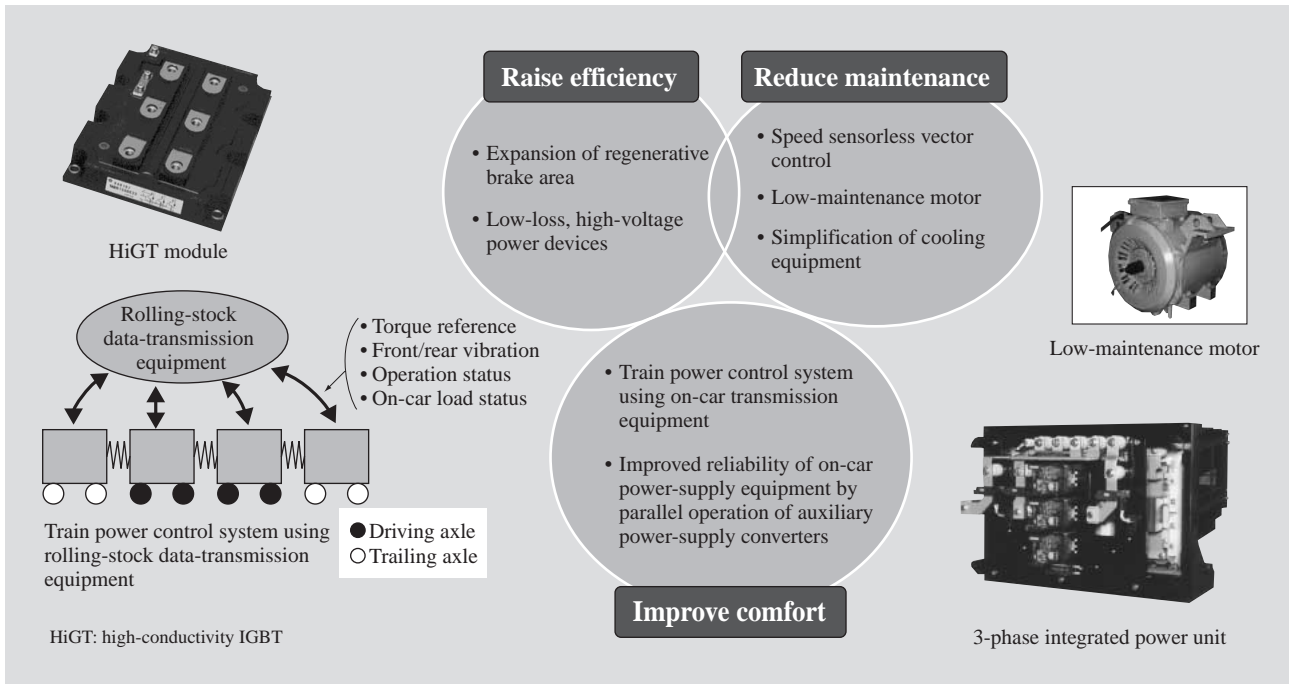 Raise efficiency
Reduce maintenance
• Expansion of regenerative
brake area
• Low-loss, high-voltage
power devices
• Speed sensorless vector
control
• Low-maintenance motor
• Simplification of cooling
equipment
HiGT module
Rolling-stock
data-transmission
equipment
• Torque reference
• Front/rear vibration
• Operation status
• On-car load status
Low-maintenance motor
• Train power control system
using on-car transmission
equipment
• Improved reliability of on-car
power-supply equipment by
parallel operation of auxiliary
power-supply converters
Train power control system using
rolling-stock data-transmission
equipment
Driving axle
Trailing axle
Improve comfort
HiGT: high-conductivity IGBT
3-phase integrated power unit